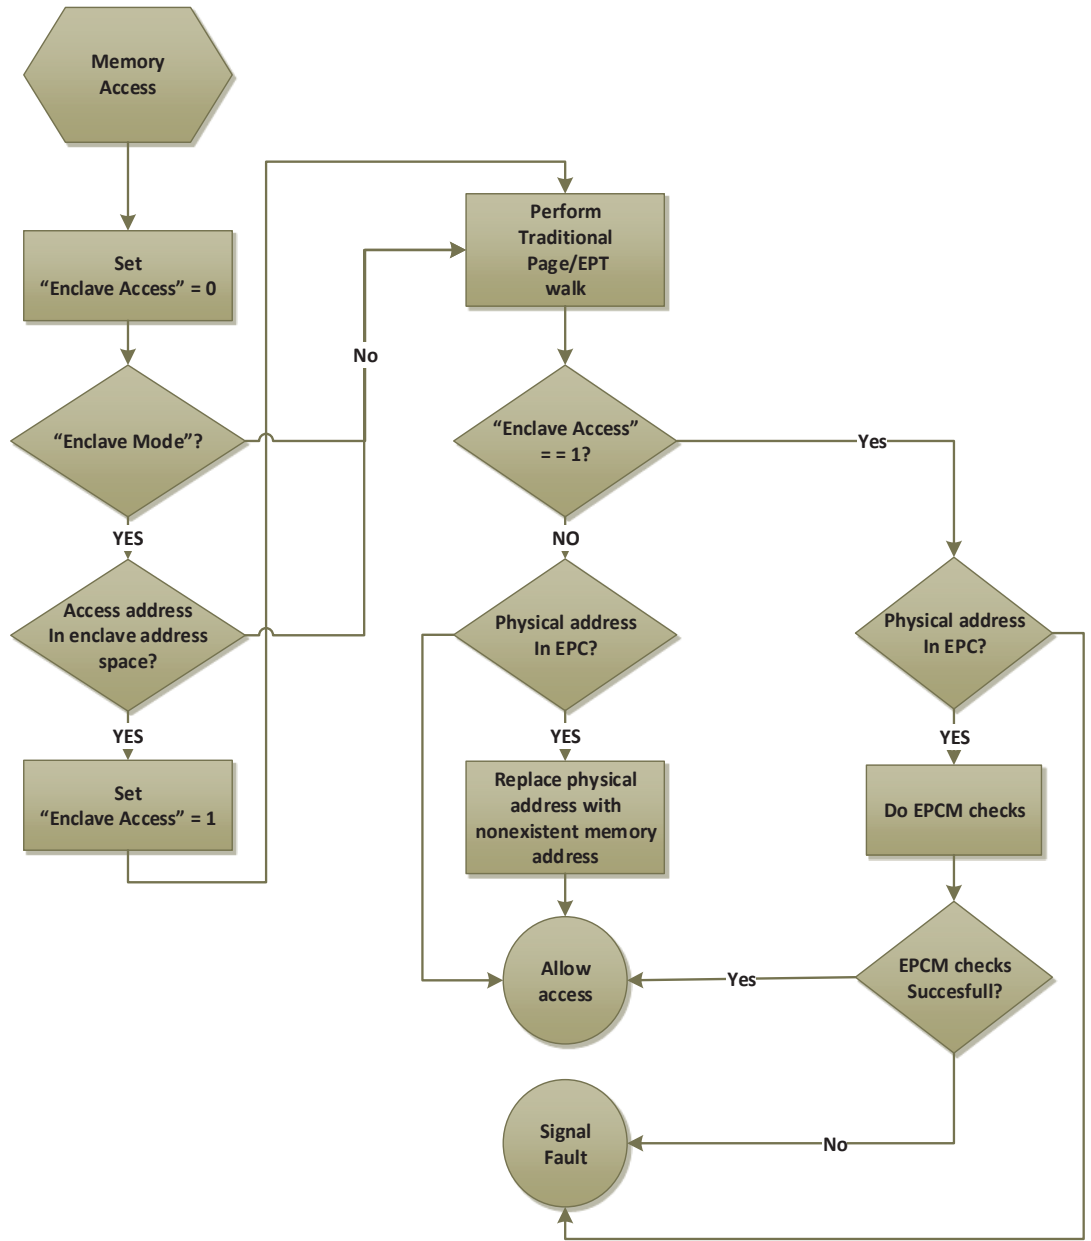 Memory
Access
Set
“Enclave Access” = 0
“Enclave Mode”?
YES
Access address
In enclave address
space?
YES
Set
“Enclave Access” = 1
No
Perform
Traditional
Page/EPT
walk
“Enclave Access”
= = 1?
Yes
NO
Physical address
In EPC?
YES
Replace physical
address with
nonexistent memory
address
Allow
access
Physical address
In EPC?
YES
Do EPCM checks
EPCM checks
Succesfull?
Yes
No
Signal
Fault